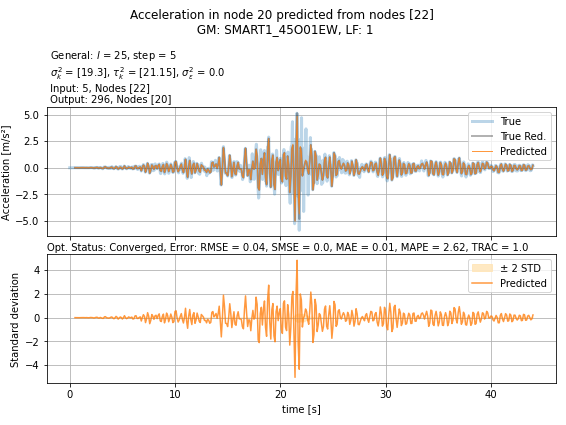 Acceleration in node 20 predicted from nodes [22]
GM: SMART1_45O01EW, LF: 1
General: l = 25, step = 5
σ²ₖ = [19.3], τ²ₖ = [21.15], σ²ε = 0.0
Input: 5, Nodes [22]
Output: 296, Nodes [20]
Acceleration [m/s²]
5.0
2.5
0.0
−2.5
−5.0
True
True Red.
Predicted
Opt. Status: Converged, Error: RMSE = 0.04, SMSE = 0.0, MAE = 0.01, MAPE = 2.62, TRAC = 1.0
Standard deviation
4
2
0
−2
−4
± 2 STD
Predicted
0 10 20 30 40
time [s]